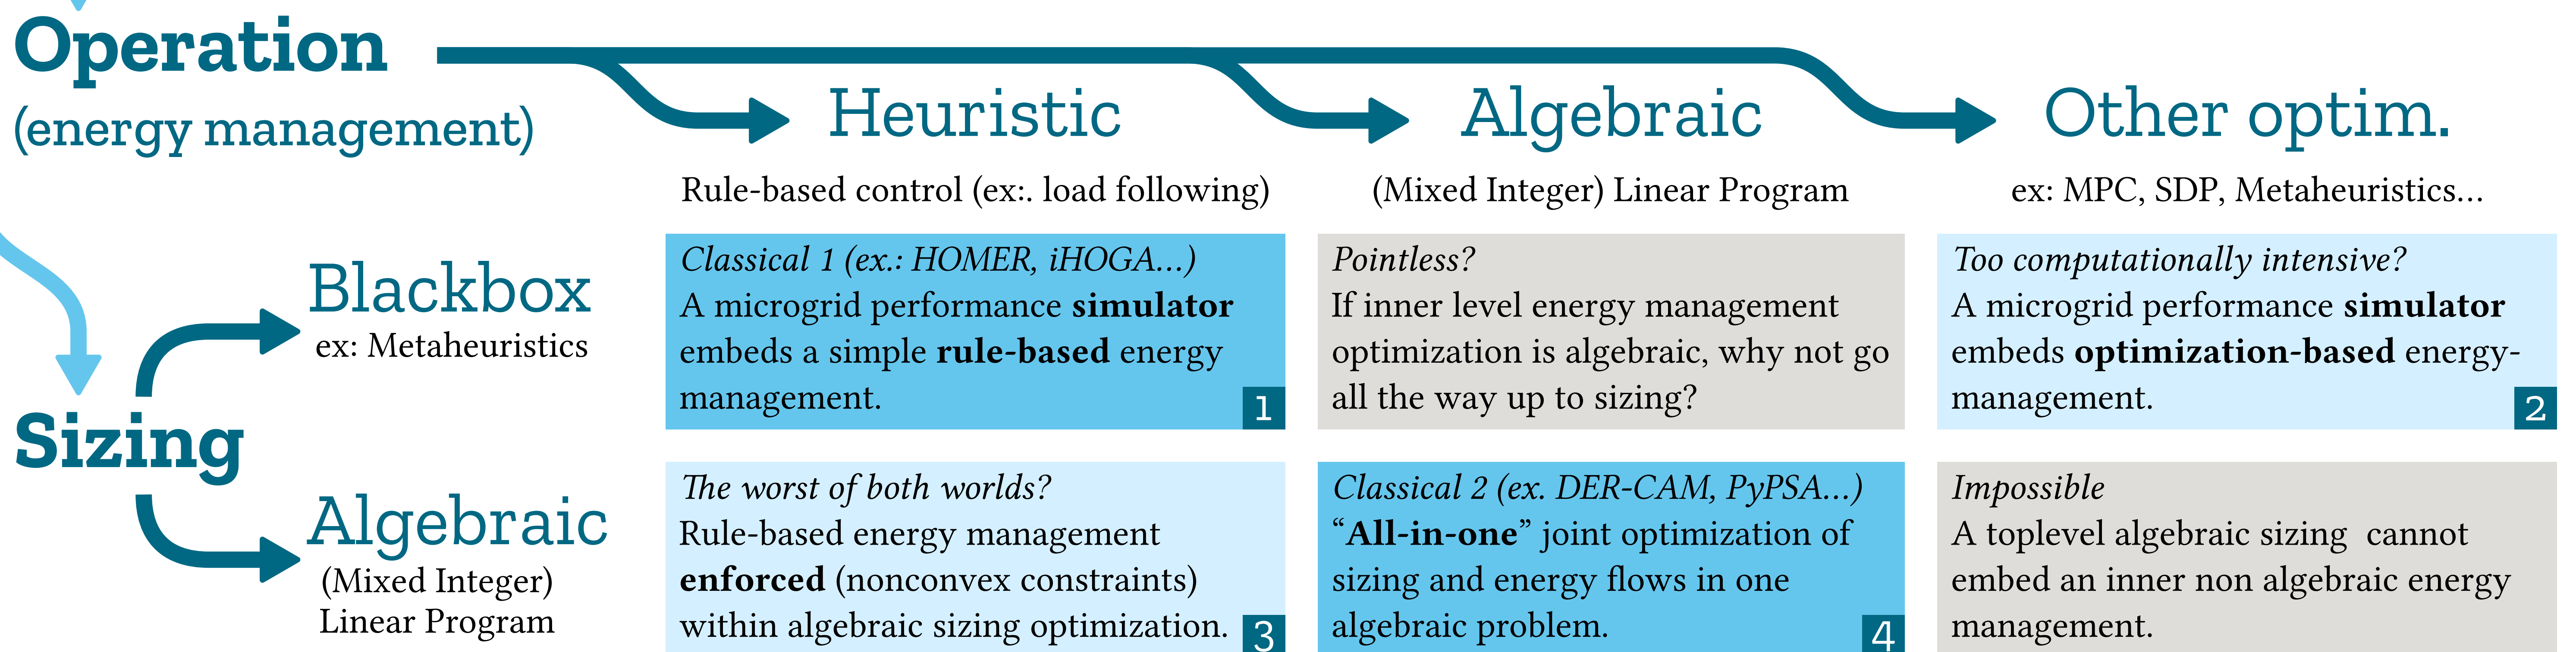 Operation
(energy management)
Heuristic
Algebraic
Other optim.
Rule-based control (ex:. load following)
(Mixed Integer) Linear Program
ex: MPC, SDP, Metaheuristics…
Sizing
Blackbox
ex: Metaheuristics
Classical 1 (ex.: HOMER, iHOGA…)
A microgrid performance simulator
embeds a simple rule-based energy
management.
1
Pointless?
If inner level energy management
optimization is algebraic, why not go
all the way up to sizing?
Too computationally intensive?
A microgrid performance simulator
embeds optimization-based energy-
management.
2
Algebraic
(Mixed Integer)
Linear Program
The worst of both worlds?
Rule-based energy management
enforced (nonconvex constraints)
within algebraic sizing optimization.
3
Classical 2 (ex. DER-CAM, PyPSA…)
“All-in-one” joint optimization of
sizing and energy flows in one
algebraic problem.
4
Impossible
A toplevel algebraic sizing  cannot
embed an inner non algebraic energy
management.